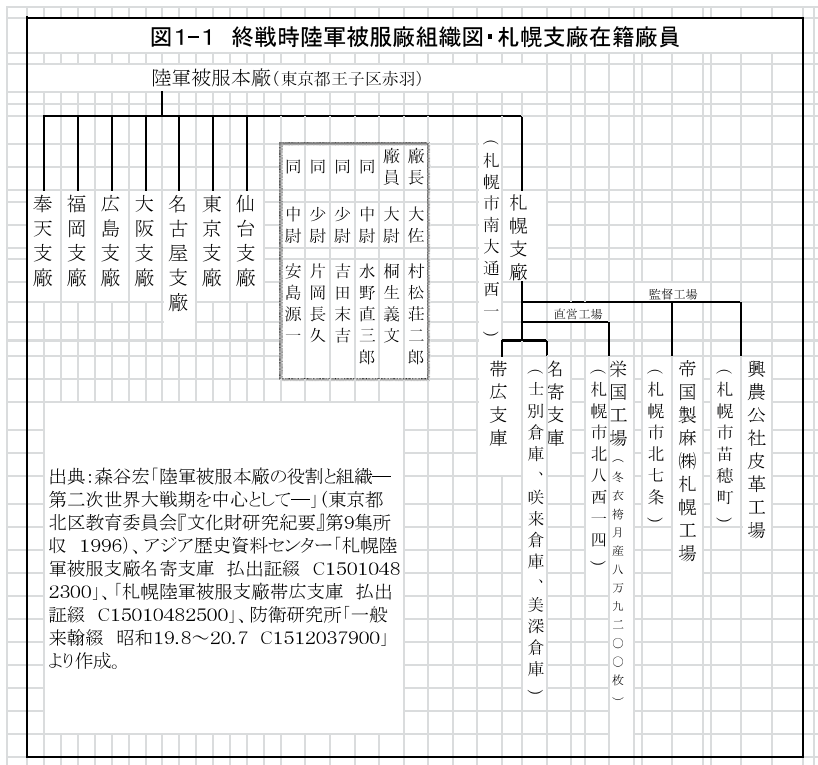 図1-1　終戦時陸軍被服廠組織図・札幌支廠在籍廠員
陸軍被服本廠（東京都王子区赤羽）
奉天支廠
福岡支廠
広島支廠
大阪支廠
名古屋支廠
東京支廠
仙台支廠
廠長　大佐　村松荘二郎
廠員　大尉　桐生義文
同　中尉　水野直三郎
同　少尉　吉田末吉
同　少尉　片岡長久
同　中尉　安島源一
札幌支廠
（札幌市南大通西一）
監督工場
直営工場
興農公社皮革工場
（札幌市苗穂町）
帝国製麻㈱札幌工場
（札幌市北七条）
栄国工場（冬衣袴月産八万九二〇〇枚）
（札幌市北八西一四）
名寄支庫
（士別倉庫、咲来倉庫、美深倉庫）
帯広支庫
出典：森谷宏「陸軍被服本廠の役割と組織―
第二次世界大戦期を中心として―」（東京都
北区教育委員会『文化財研究紀要』第9集所
収　1996）、アジア歴史資料センター「札幌陸
軍被服支廠名寄支庫　払出証綴　C1501048
2300」、「札幌陸軍被服支廠帯広支庫　払出
証綴　C15010482500」、防衛研究所「一般
来翰綴　昭和19.8～20.7　C1512037900」
より作成。